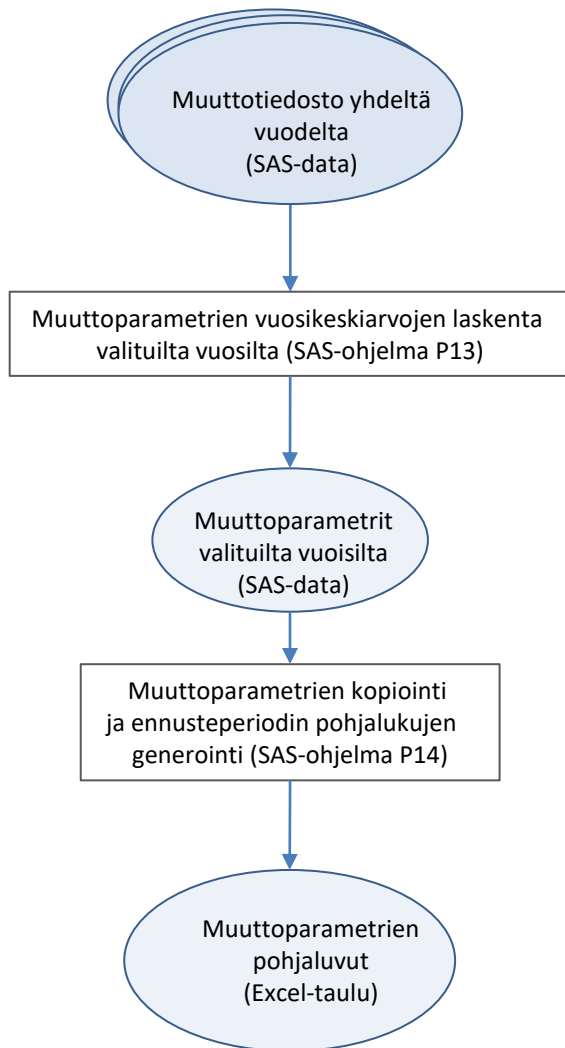 Muuttotiedosto yhdeltä
vuodelta
(SAS-data)
Muuttoparametrien vuosikeskiarvojen laskenta
valituilta vuosilta (SAS-ohjelma P13)
Muuttoparametrit
valituilta vuoisilta
(SAS-data)
Muuttoparametrien kopiointi
ja ennusteperiodin pohjalukujen
generointi (SAS-ohjelma P14)
Muuttoparametrien
pohjaluvut
(Excel-taulu)